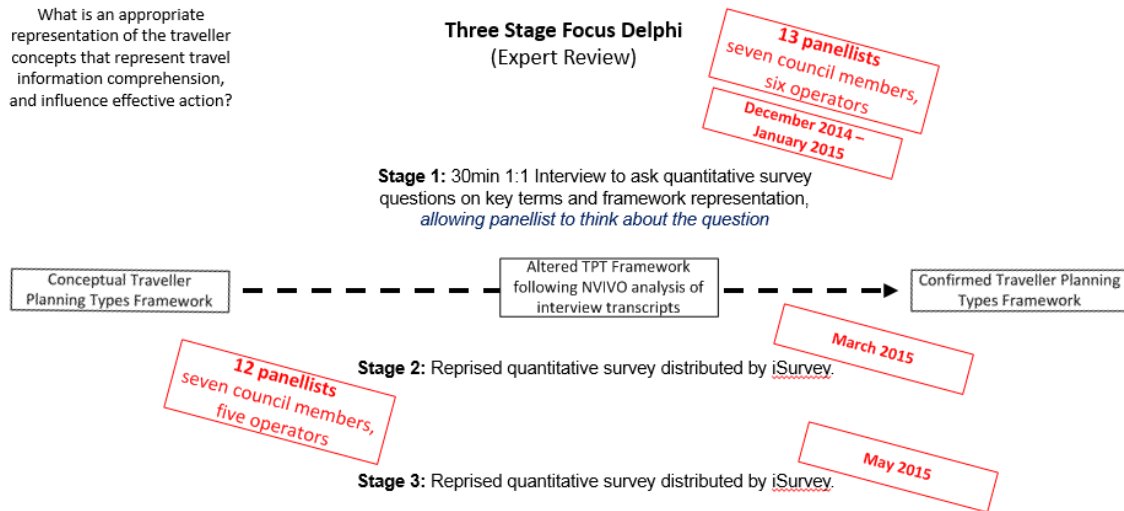 What is an appropriate
representation of the traveller
concepts that represent travel
information comprehension,
and influence effective action?
Three Stage Focus Delphi
(Expert Review)
13 panellists
seven council members,
six operators
December 2014 –
January 2015
Stage 1: 30min 1:1 Interview to ask quantitative survey
questions on key terms and framework representation,
allowing panellist to think about the question
Conceptual Traveller
Planning Types Framework
Altered TPT Framework
following NVIVO analysis of
interview transcripts
Confirmed Traveller Planning
Types Framework
March 2015
Stage 2: Reprised quantitative survey distributed by iSurvey.
12 panellists
seven council members,
five operators
May 2015
Stage 3: Reprised quantitative survey distributed by iSurvey.